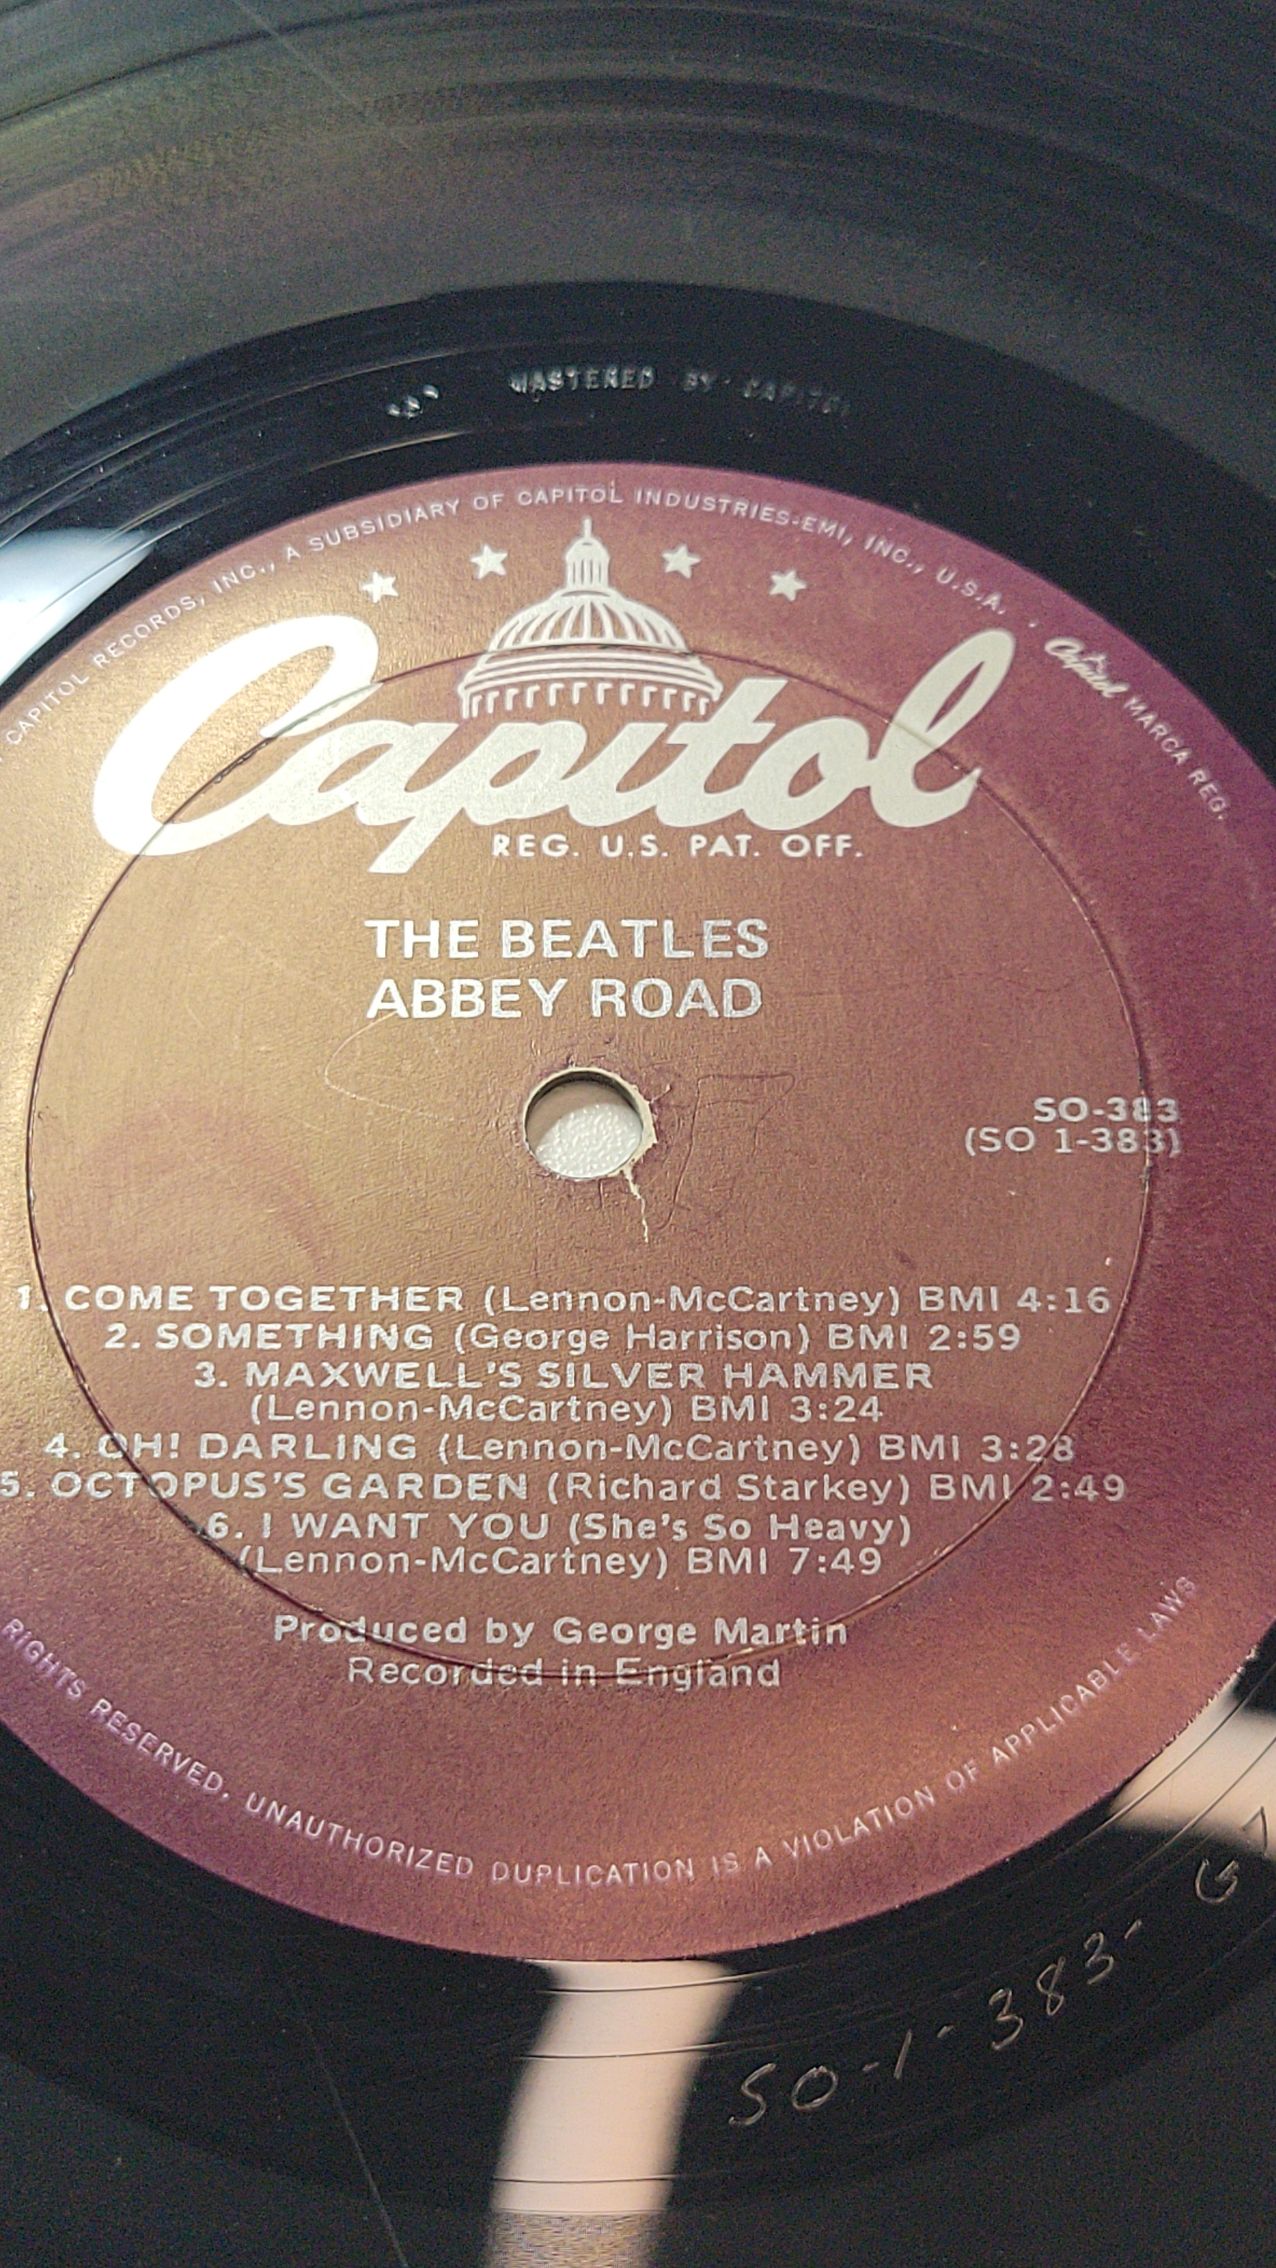 MASTERED BY CAPITOL
CAPITOL RECORDS, INC., A SUBSIDIARY OF CAPITOL INDUSTRIES-EMI, INC., U.S.A. . Capitol MARCA REG.
Capitol
REG. U.S. PAT. OFF.
THE BEATLES
ABBEY ROAD
SO-383
(SO 1-383)
1. COME TOGETHER (Lennon-McCartney) BMI 4:16
2. SOMETHING (George Harrison) BMI 2:59
3. MAXWELL'S SILVER HAMMER
(Lennon-McCartney) BMI 3:24
4. OH! DARLING (Lennon-McCartney) BMI 3:28
5. OCTOPUS'S GARDEN (Richard Starkey) BMI 2:49
6. I WANT YOU (She's So Heavy)
(Lennon-McCartney) BMI 7:49
Produced by George Martin
Recorded in England
RIGHTS RESERVED. UNAUTHORIZED DUPLICATION IS A VIOLATION OF APPLICABLE LAWS
SO-1-383-G